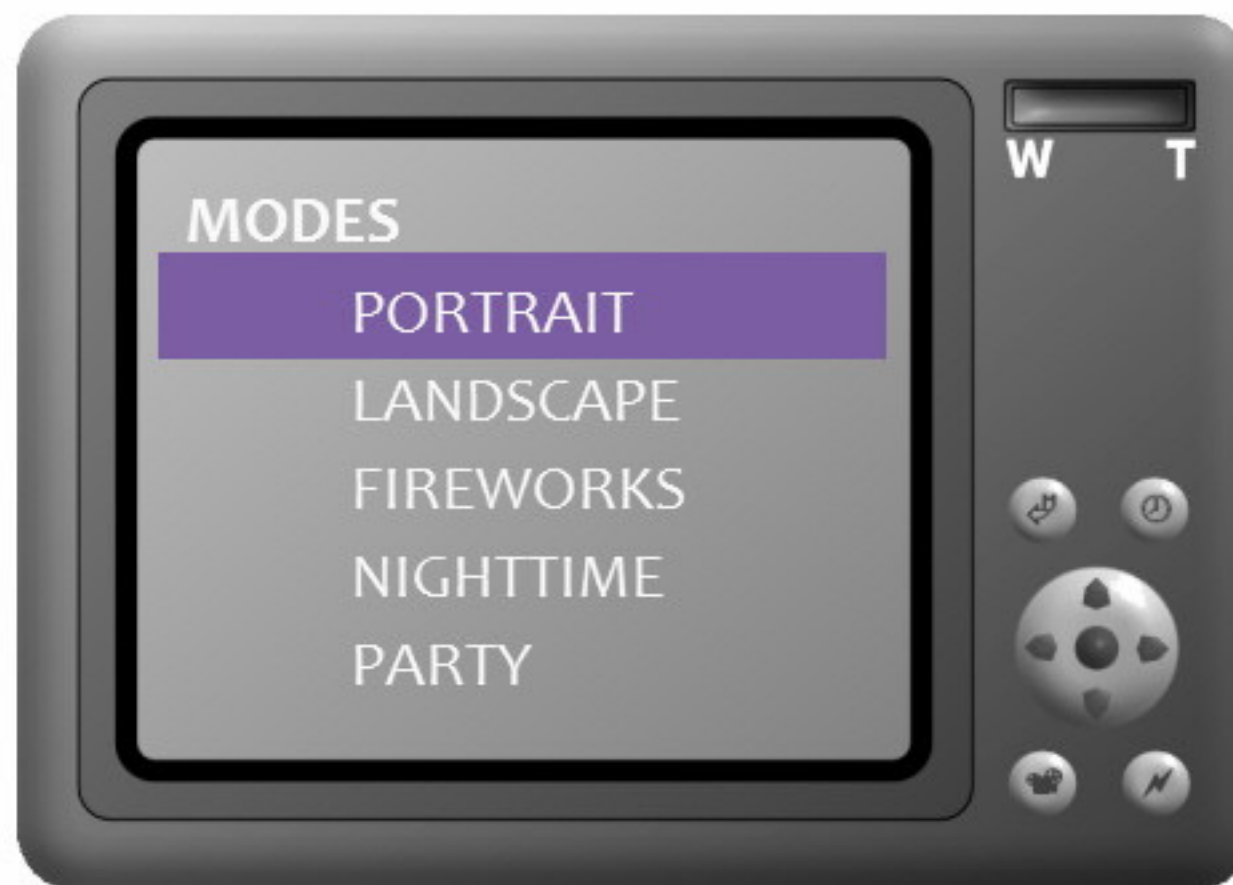 MODES
PORTRAIT
LANDSCAPE
FIREWORKS
NIGHTTIME
PARTY
W T